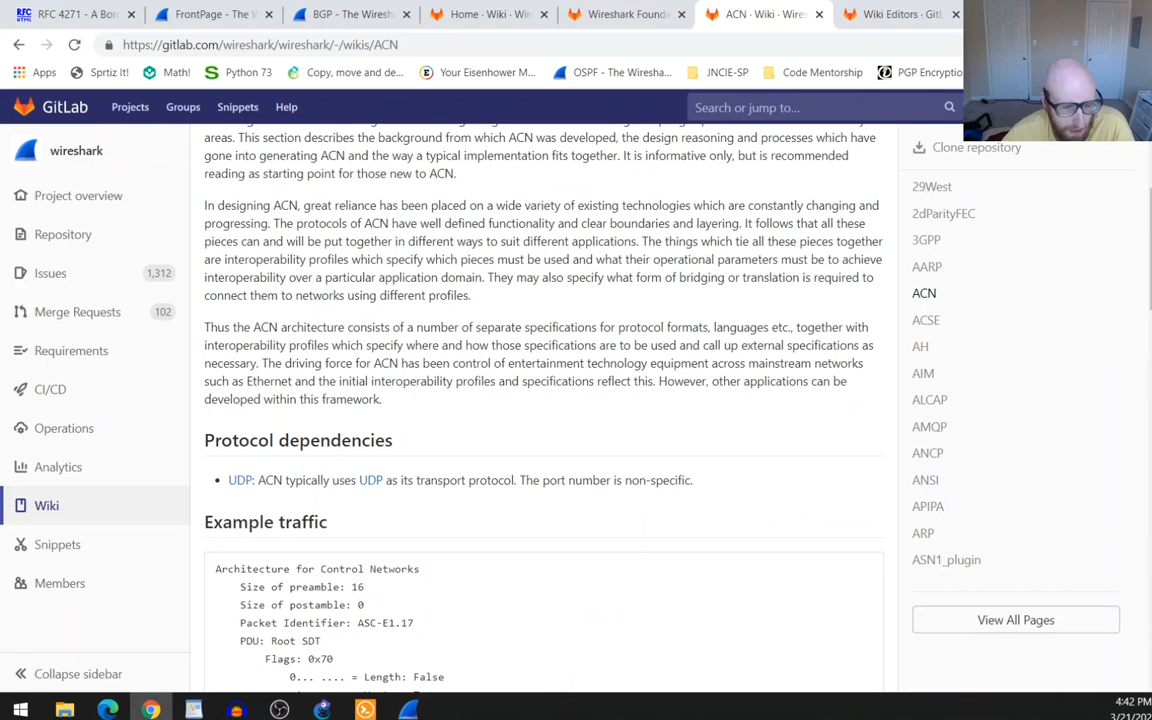 RFC 4271 - A Bord
FrontPage - The W
BGP - The Wiresh
Home · Wiki · Wir
Wireshark Founda
ACN · Wiki · Wires
Wiki Editors · GitL
https://gitlab.com/wireshark/wireshark/-/wikis/ACN
Apps
Sprtiz It!
Math!
Python 73
Copy, move and de...
Your Eisenhower M...
OSPF - The Wiresha...
JNCIE-SP
Code Mentorship
PGP Encryptio
GitLab
Projects
Groups
Snippets
Help
Search or jump to...
wireshark
Project overview
Repository
Issues
1,312
Merge Requests
102
Requirements
CI/CD
Operations
Analytics
Wiki
Snippets
Members
Collapse sidebar
areas. This section describes the background from which ACN was developed, the design reasoning and processes which have
gone into generating ACN and the way a typical implementation fits together. It is informative only, but is recommended
reading as starting point for those new to ACN.
In designing ACN, great reliance has been placed on a wide variety of existing technologies which are constantly changing and
progressing. The protocols of ACN have well defined functionality and clear boundaries and layering. It follows that all these
pieces can and will be put together in different ways to suit different applications. The things which tie all these pieces together
are interoperability profiles which specify which pieces must be used and what their operational parameters must be to achieve
interoperability over a particular application domain. They may also specify what form of bridging or translation is required to
connect them to networks using different profiles.
Thus the ACN architecture consists of a number of separate specifications for protocol formats, languages etc., together with
interoperability profiles which specify where and how those specifications are to be used and call up external specifications as
necessary. The driving force for ACN has been control of entertainment technology equipment across mainstream networks
such as Ethernet and the initial interoperability profiles and specifications reflect this. However, other applications can be
developed within this framework.
Protocol dependencies
• UDP: ACN typically uses UDP as its transport protocol. The port number is non-specific.
Example traffic
Architecture for Control Networks
Size of preamble: 16
Size of postamble: 0
Packet Identifier: ASC-E1.17
PDU: Root SDT
Flags: 0x70
0... .... = Length: False
Clone repository
29West
2dParityFEC
3GPP
AARP
ACN
ACSE
AH
AIM
ALCAP
AMQP
ANCP
ANSI
APIPA
ARP
ASN1_plugin
View All Pages
4:42 PM
3/21/20